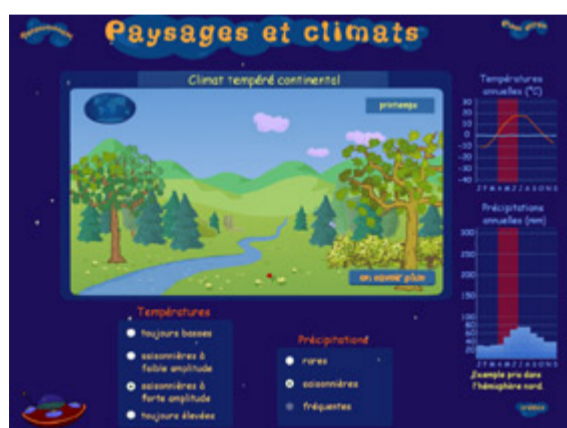 Paysages et climats
Climat tempéré continental
printemps
en savoir plus
Températures
annuelles (°C)
30
20
10
0
-10
-20
-30
-40
J F M A M J J A S O N D
Précipitations
annuelles (mm)
300
250
200
150
100
80
60
40
20
J F M A M J J A S O N D
Exemple pris dans
l'hémisphère nord.
Températures
toujours basses
saisonnières à
faible amplitude
saisonnières à
forte amplitude
toujours élevées
Précipitations
rares
saisonnières
fréquentes